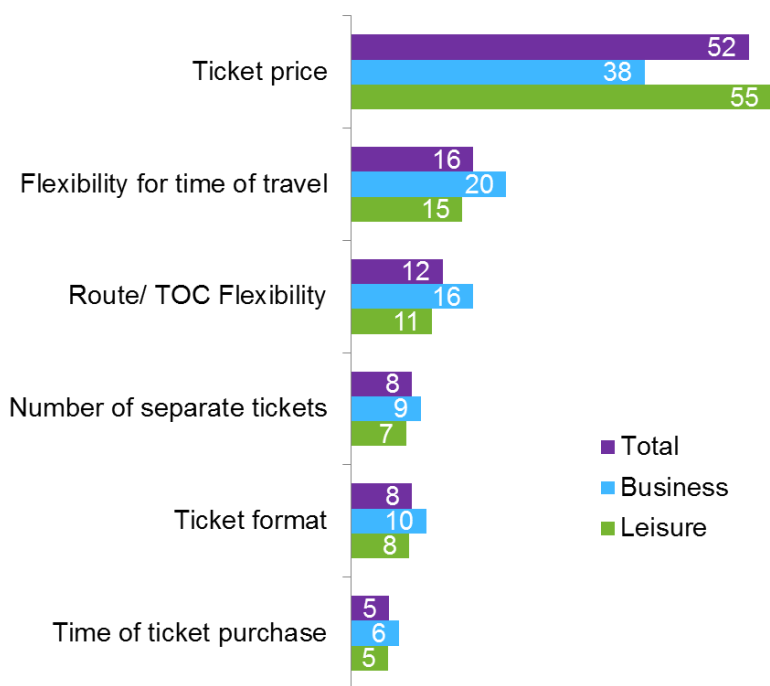 52
Ticket price
38
55
16
Flexibility for time of travel
20
15
12
Route/ TOC Flexibility
16
11
8
Number of separate tickets
9
7
8
Ticket format
10
8
5
Time of ticket purchase
6
5
Total
Business
Leisure